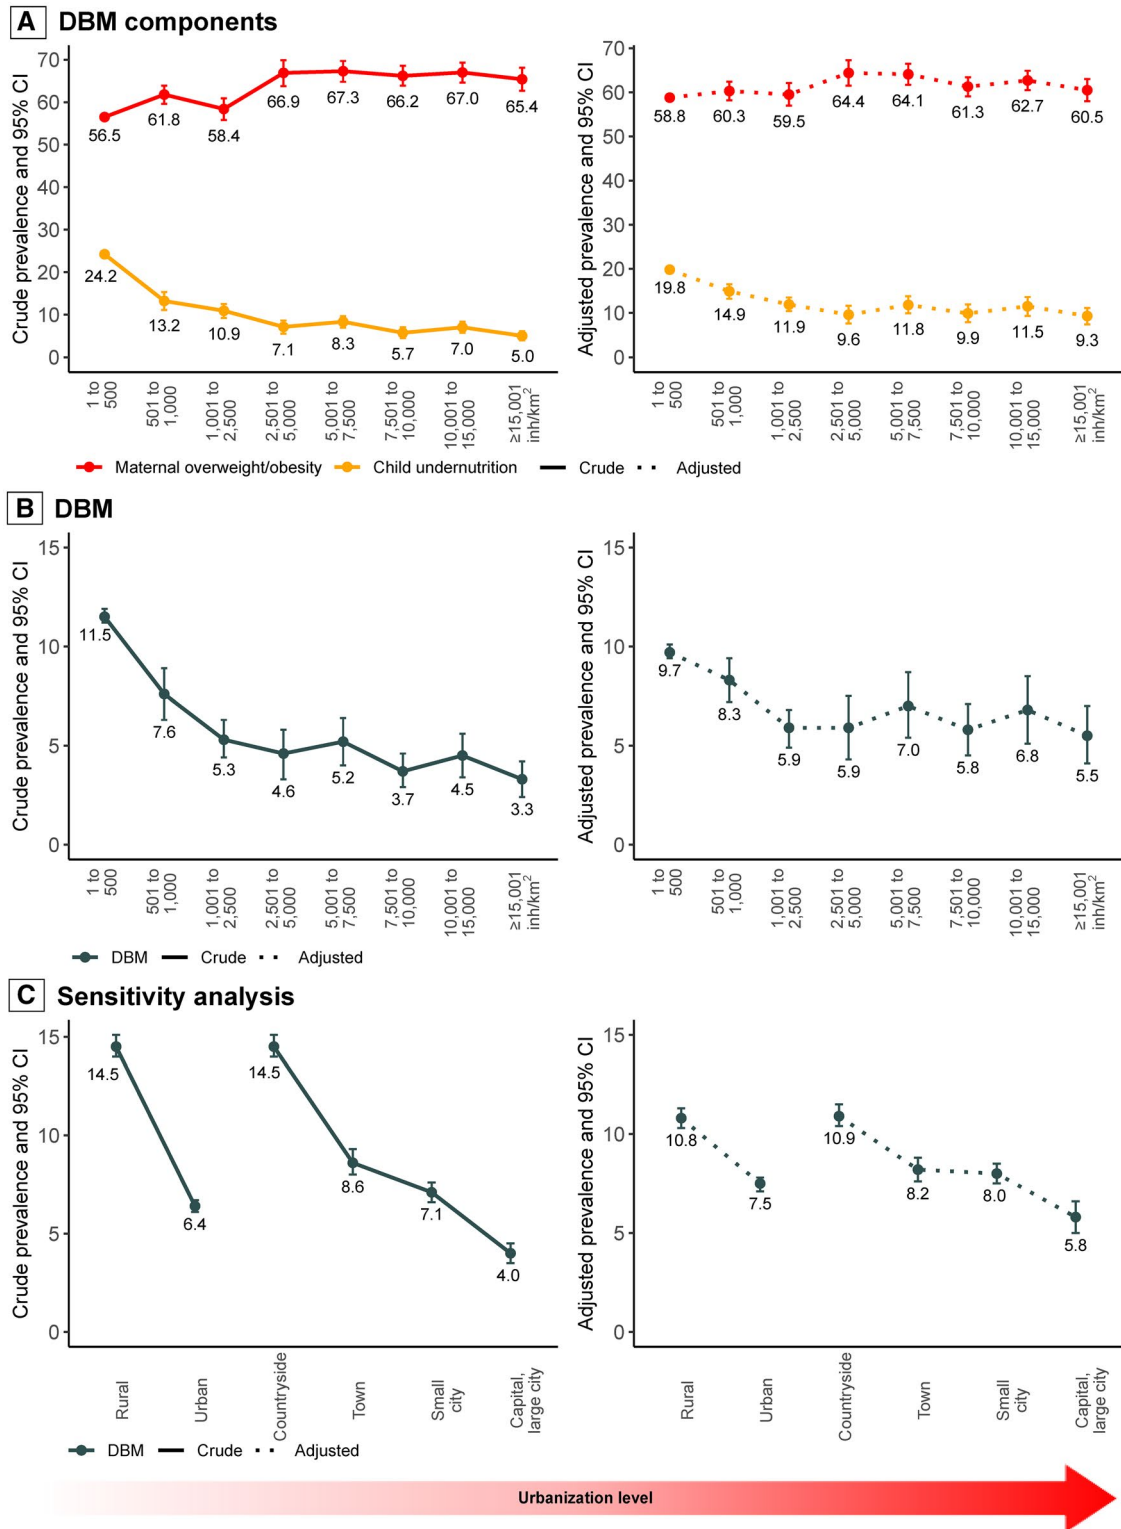 A DBM components
Crude prevalence and 95% CI
70
60
50
40
30
20
10
0
56.5
61.8
58.4
66.9
67.3
66.2
67.0
65.4
24.2
13.2
10.9
7.1
8.3
5.7
7.0
5.0
1 to
500
501 to
1,000
1,001 to
2,500
2,501 to
5,000
5,001 to
7,500
7,501 to
10,000
10,001 to
15,000
≥15,001
inh/km²
Adjusted prevalence and 95% CI
70
60
50
40
30
20
10
0
58.8
60.3
59.5
64.4
64.1
61.3
62.7
60.5
19.8
14.9
11.9
9.6
11.8
9.9
11.5
9.3
1 to
500
501 to
1,000
1,001 to
2,500
2,501 to
5,000
5,001 to
7,500
7,501 to
10,000
10,001 to
15,000
≥15,001
inh/km²
Maternal overweight/obesity Child undernutrition Crude Adjusted
B DBM
Crude prevalence and 95% CI
15
10
5
0
11.5
7.6
5.3
4.6
5.2
3.7
4.5
3.3
1 to
500
501 to
1,000
1,001 to
2,500
2,501 to
5,000
5,001 to
7,500
7,501 to
10,000
10,001 to
15,000
≥15,001
inh/km²
Adjusted prevalence and 95% CI
15
10
5
0
9.7
8.3
5.9
5.9
7.0
5.8
6.8
5.5
1 to
500
501 to
1,000
1,001 to
2,500
2,501 to
5,000
5,001 to
7,500
7,501 to
10,000
10,001 to
15,000
≥15,001
inh/km²
DBM Crude Adjusted
C Sensitivity analysis
Crude prevalence and 95% CI
15
10
5
0
14.5
6.4
14.5
8.6
7.1
4.0
Rural
Urban
Countryside
Town
Small
city
Capital,
large city
Adjusted prevalence and 95% CI
15
10
5
0
10.8
7.5
10.9
8.2
8.0
5.8
Rural
Urban
Countryside
Town
Small
city
Capital,
large city
DBM Crude Adjusted
Urbanization level